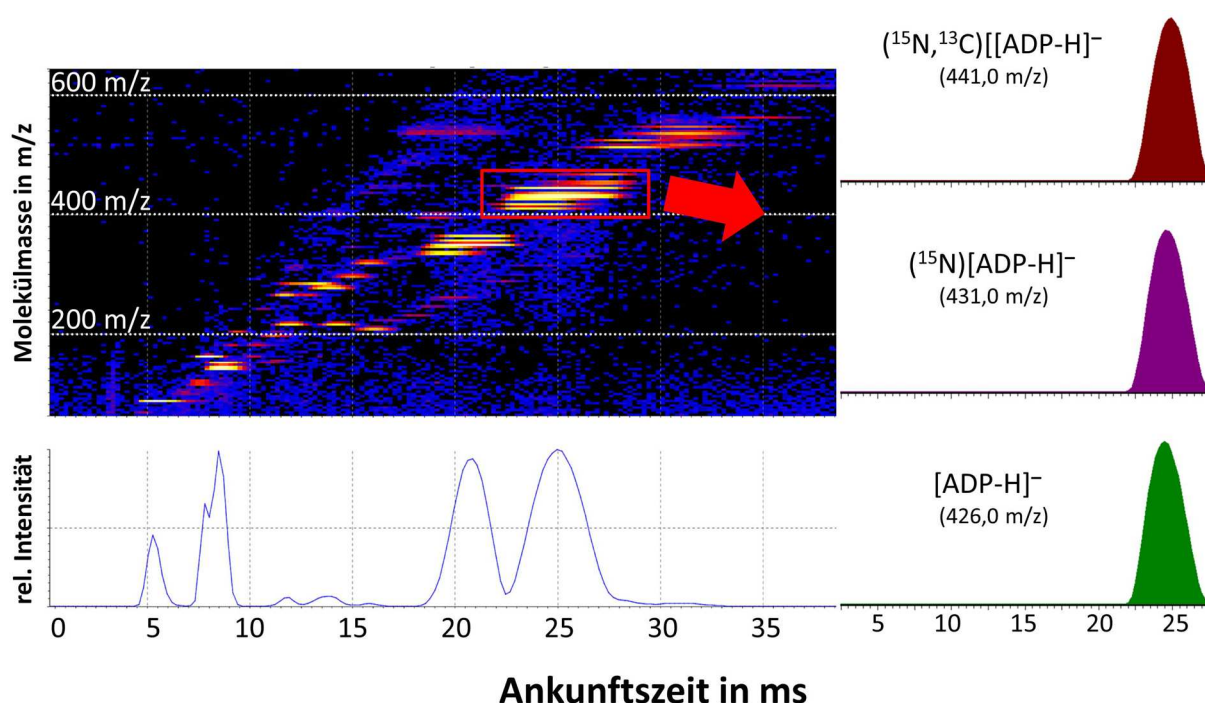 600 m/z
400 m/z
200 m/z
Molekülmasse in m/z
rel. Intensität
0 5 10 15 20 25 30 35
Ankunftszeit in ms
(¹⁵N,¹³C)[[ADP-H]⁻
(441,0 m/z)
(¹⁵N)[ADP-H]⁻
(431,0 m/z)
[ADP-H]⁻
(426,0 m/z)
5 10 15 20 25